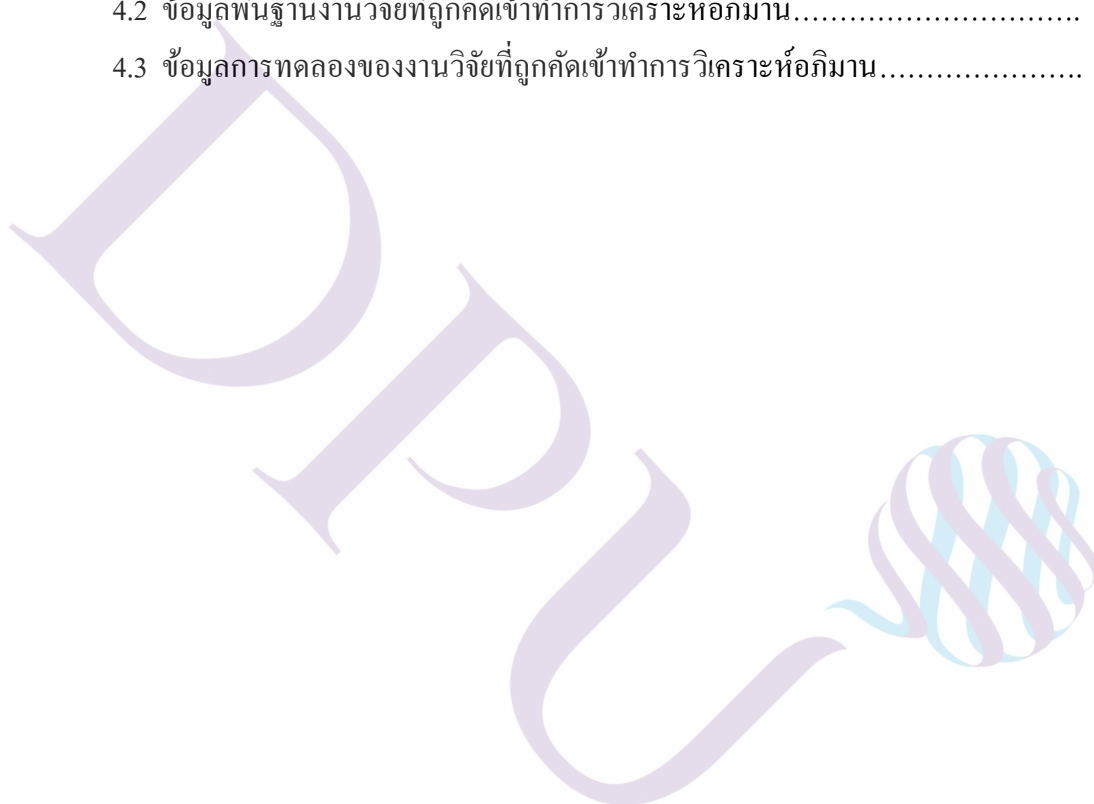 4.2 ข้อมูลพื้นฐานงานวิจัยที่ถูกคัดเข้าทำการวิเคราะห์อภิมาน................................
4.3 ข้อมูลการทดลองของงานวิจัยที่ถูกคัดเข้าทำการวิเคราะห์อภิมาน......................
DPU